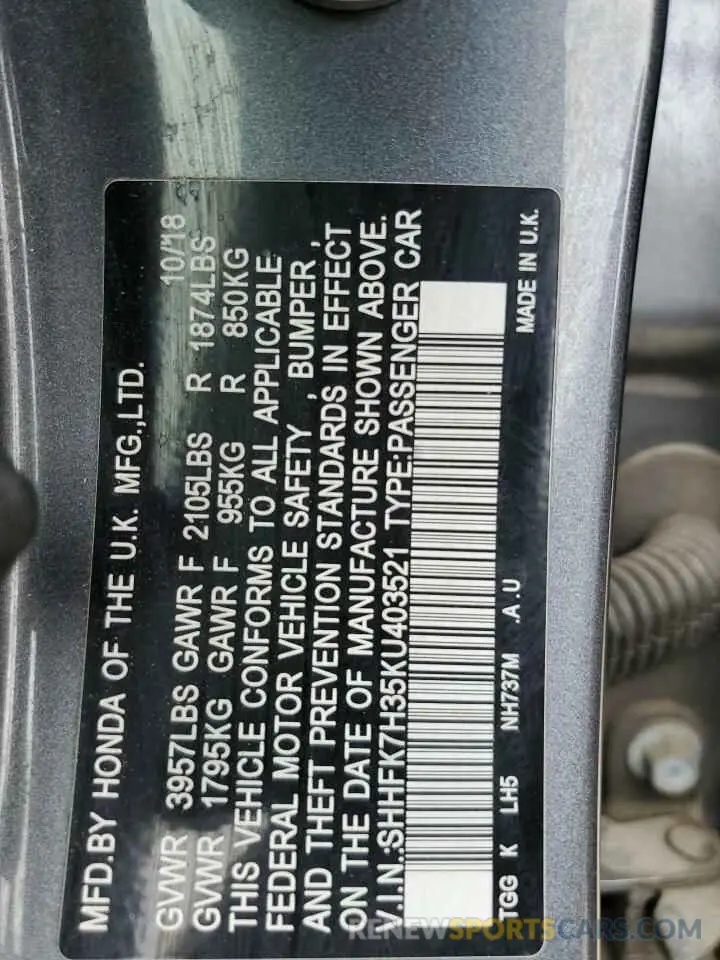 MFD.BY HONDA OF THE U.K. MFG.,LTD. 10/18
GVWR 3957LBS GAWR F 2105LBS R 1874LBS
GVWR 1795KG GAWR F 955KG R 850KG
THIS VEHICLE CONFORMS TO ALL APPLICABLE
FEDERAL MOTOR VEHICLE SAFETY , BUMPER ,
AND THEFT PREVENTION STANDARDS IN EFFECT
ON THE DATE OF MANUFACTURE SHOWN ABOVE.
V.I.N.:SHHFK7H35KU403521 TYPE:PASSENGER CAR
TGG K LH5 NH737M .A .U MADE IN U.K.
RENEWSPORTSCARS.COM